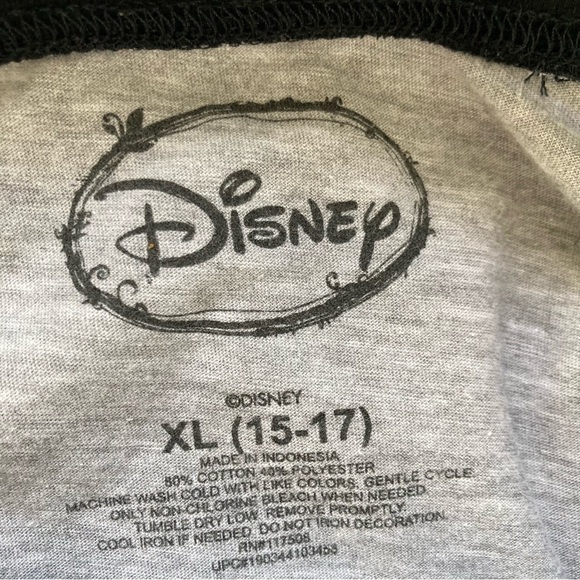 Disney
©DISNEY
XL (15-17)
MADE IN INDONESIA
60% COTTON 40% POLYESTER
MACHINE WASH COLD WITH LIKE COLORS, GENTLE CYCLE
ONLY NON-CHLORINE BLEACH WHEN NEEDED
TUMBLE DRY LOW. REMOVE PROMPTLY.
COOL IRON IF NEEDED. DO NOT IRON DECORATION
RN#117508
UPC#190344103458